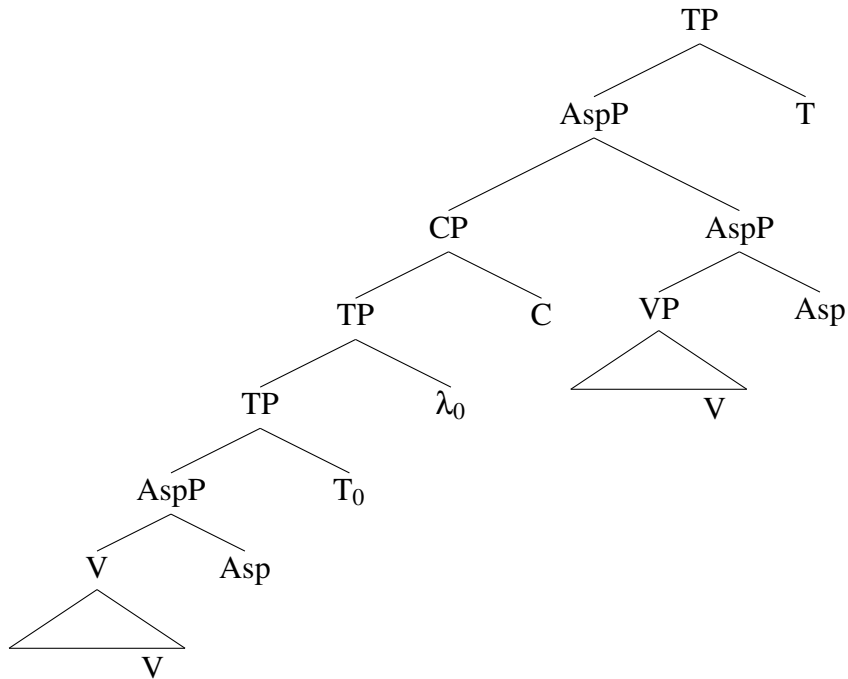 TP
AspP T
CP AspP
TP C VP Asp
TP λ₀ V
AspP T₀
V Asp
V